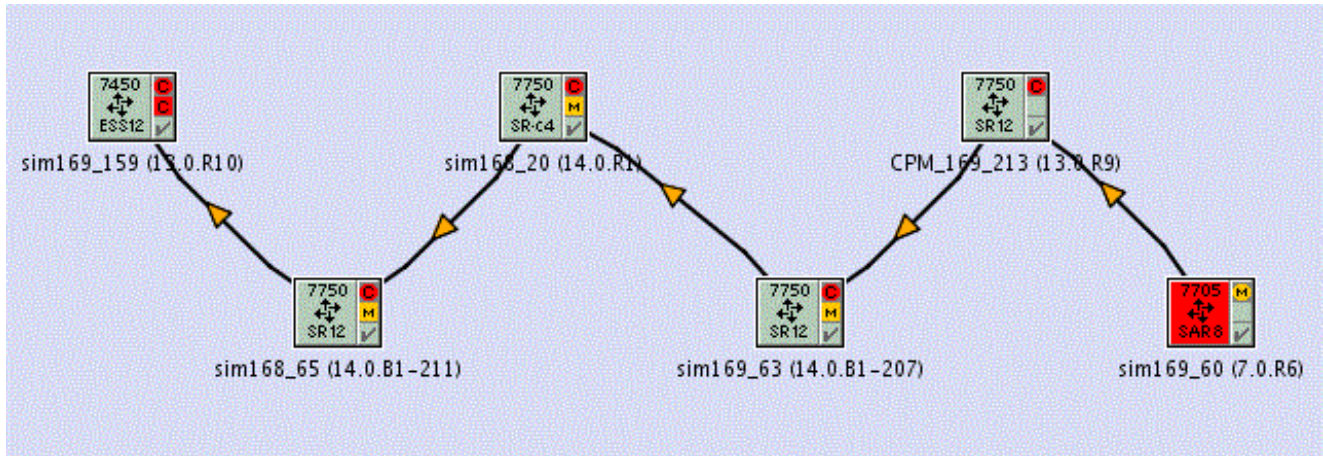 7450
C
C
ESS12
sim169_159 (13.0.R10)
7750
C
M
SR-c4
sim168_20 (14.0.R1)
7750
C
SR12
CPM_169_213 (13.0.R9)
7750
C
M
SR12
sim168_65 (14.0.B1-211)
7750
C
M
SR12
sim169_63 (14.0.B1-207)
7705
M
SAR8
sim169_60 (7.0.R6)